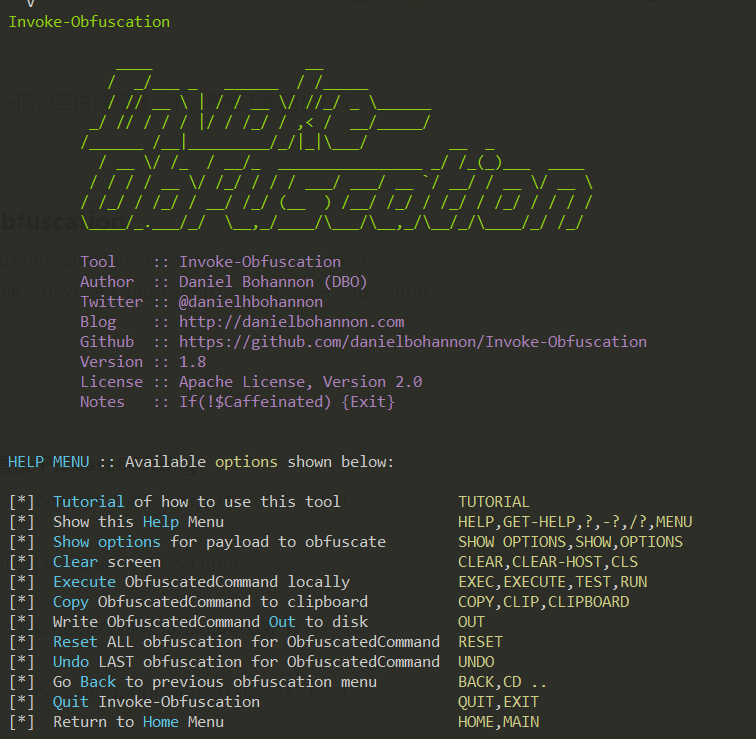 Invoke-Obfuscation
Tool :: Invoke-Obfuscation
Author :: Daniel Bohannon (DBO)
Twitter :: @danielhbohannon
Blog :: http://danielbohannon.com
Github :: https://github.com/danielbohannon/Invoke-Obfuscation
Version :: 1.8
License :: Apache License, Version 2.0
Notes :: If(!$Caffeinated) {Exit}
HELP MENU :: Available options shown below:
[*] Tutorial of how to use this tool TUTORIAL
[*] Show this Help Menu HELP,GET-HELP,?,-?,/?,MENU
[*] Show options for payload to obfuscate SHOW OPTIONS,SHOW,OPTIONS
[*] Clear screen CLEAR,CLEAR-HOST,CLS
[*] Execute ObfuscatedCommand locally EXEC,EXECUTE,TEST,RUN
[*] Copy ObfuscatedCommand to clipboard COPY,CLIP,CLIPBOARD
[*] Write ObfuscatedCommand Out to disk OUT
[*] Reset ALL obfuscation for ObfuscatedCommand RESET
[*] Undo LAST obfuscation for ObfuscatedCommand UNDO
[*] Go Back to previous obfuscation menu BACK,CD ..
[*] Quit Invoke-Obfuscation QUIT,EXIT
[*] Return to Home Menu HOME,MAIN